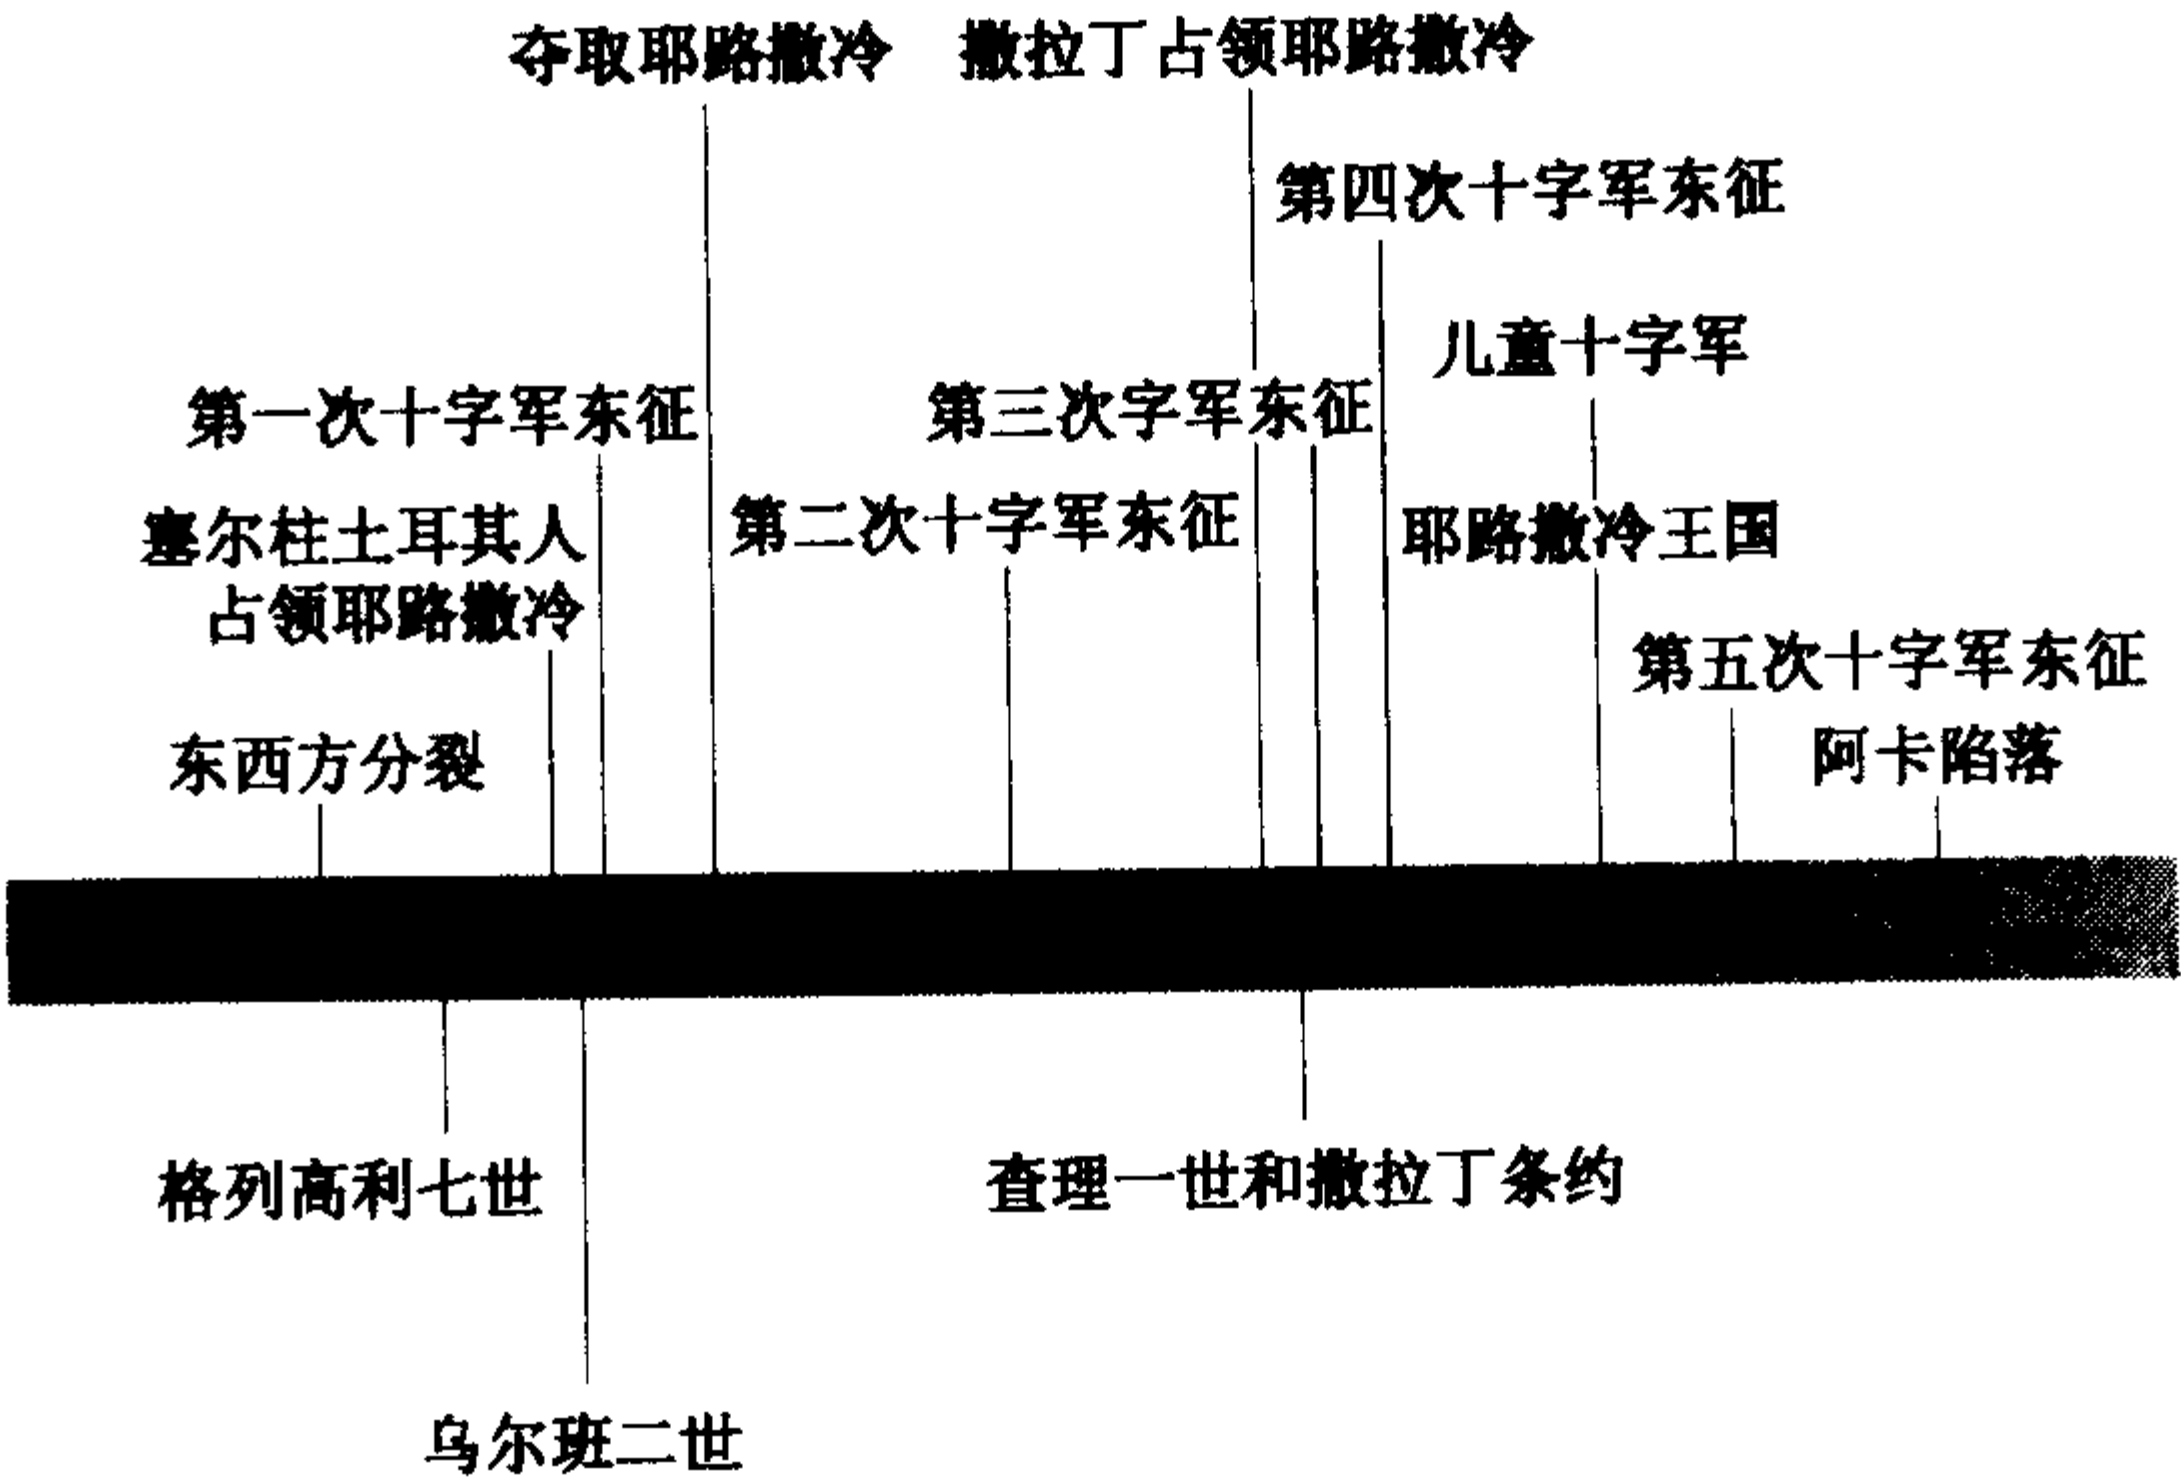 夺取耶路撒冷
撒拉丁占领耶路撒冷
第四次十字军东征
儿童十字军
第一次十字军东征
第三次字军东征
塞尔柱土耳其人
占领耶路撒冷
第二次十字军东征
耶路撒冷王国
第五次十字军东征
东西方分裂
阿卡陷落
格列高利七世
查理一世和撒拉丁条约
乌尔班二世